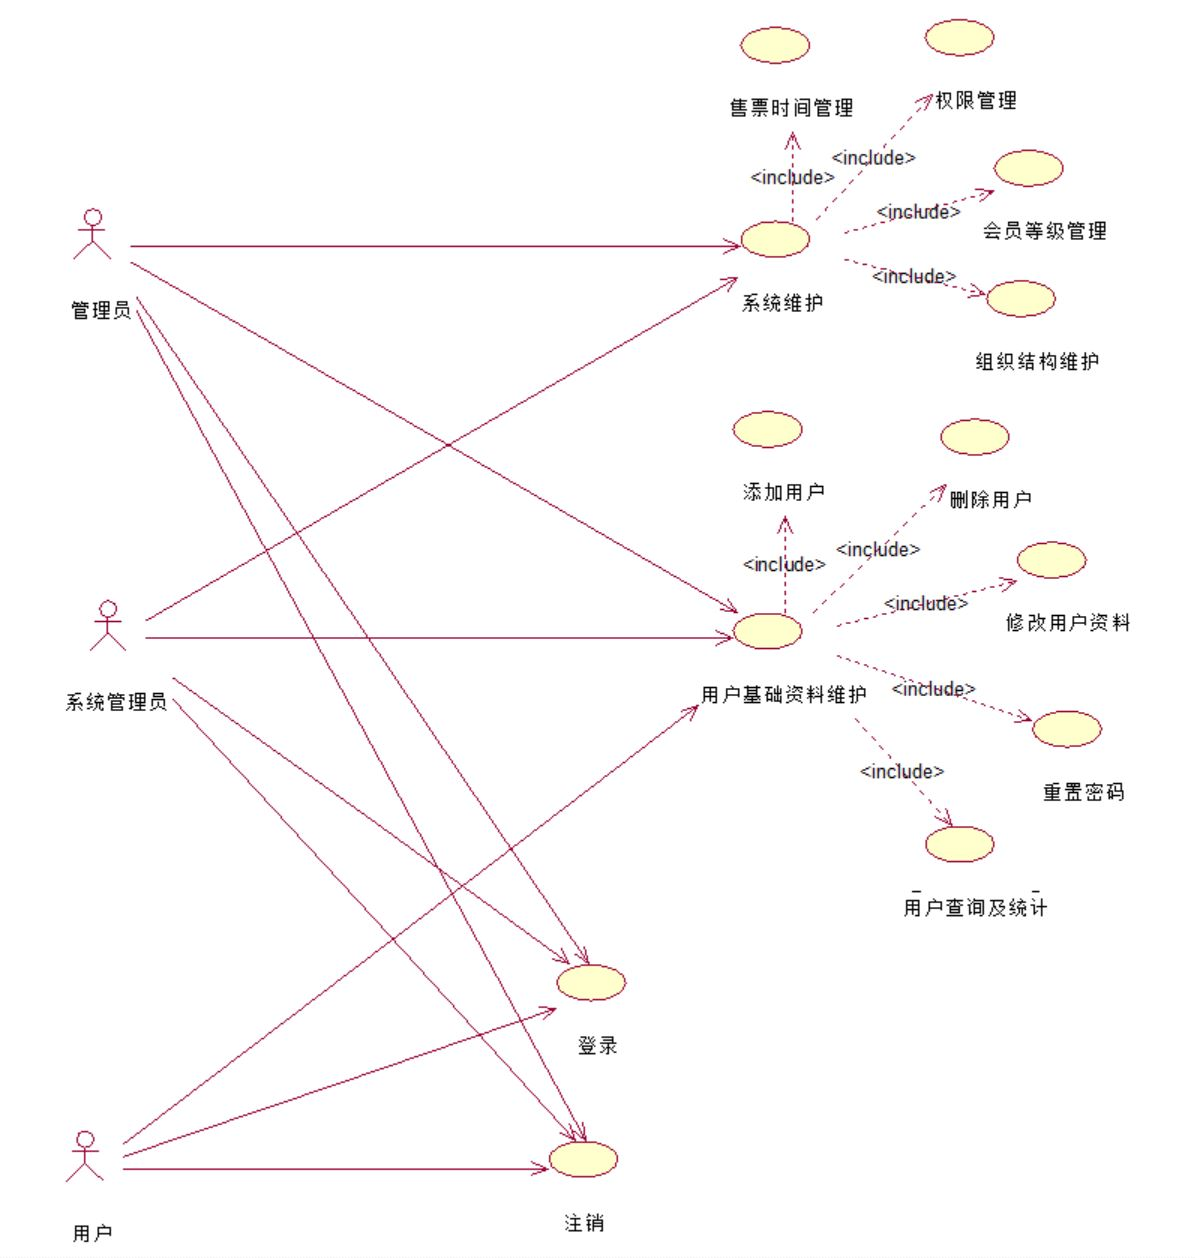 售票时间管理
权限管理
<include>
<include>
<include>
会员等级管理
<include>
管理员
系统维护
组织结构维护
添加用户
删除用户
<include>
<include>
<include>
修改用户资料
系统管理员
用户基础资料维护
<include>
<include>
重置密码
用户查询及统计
登录
用户
注销